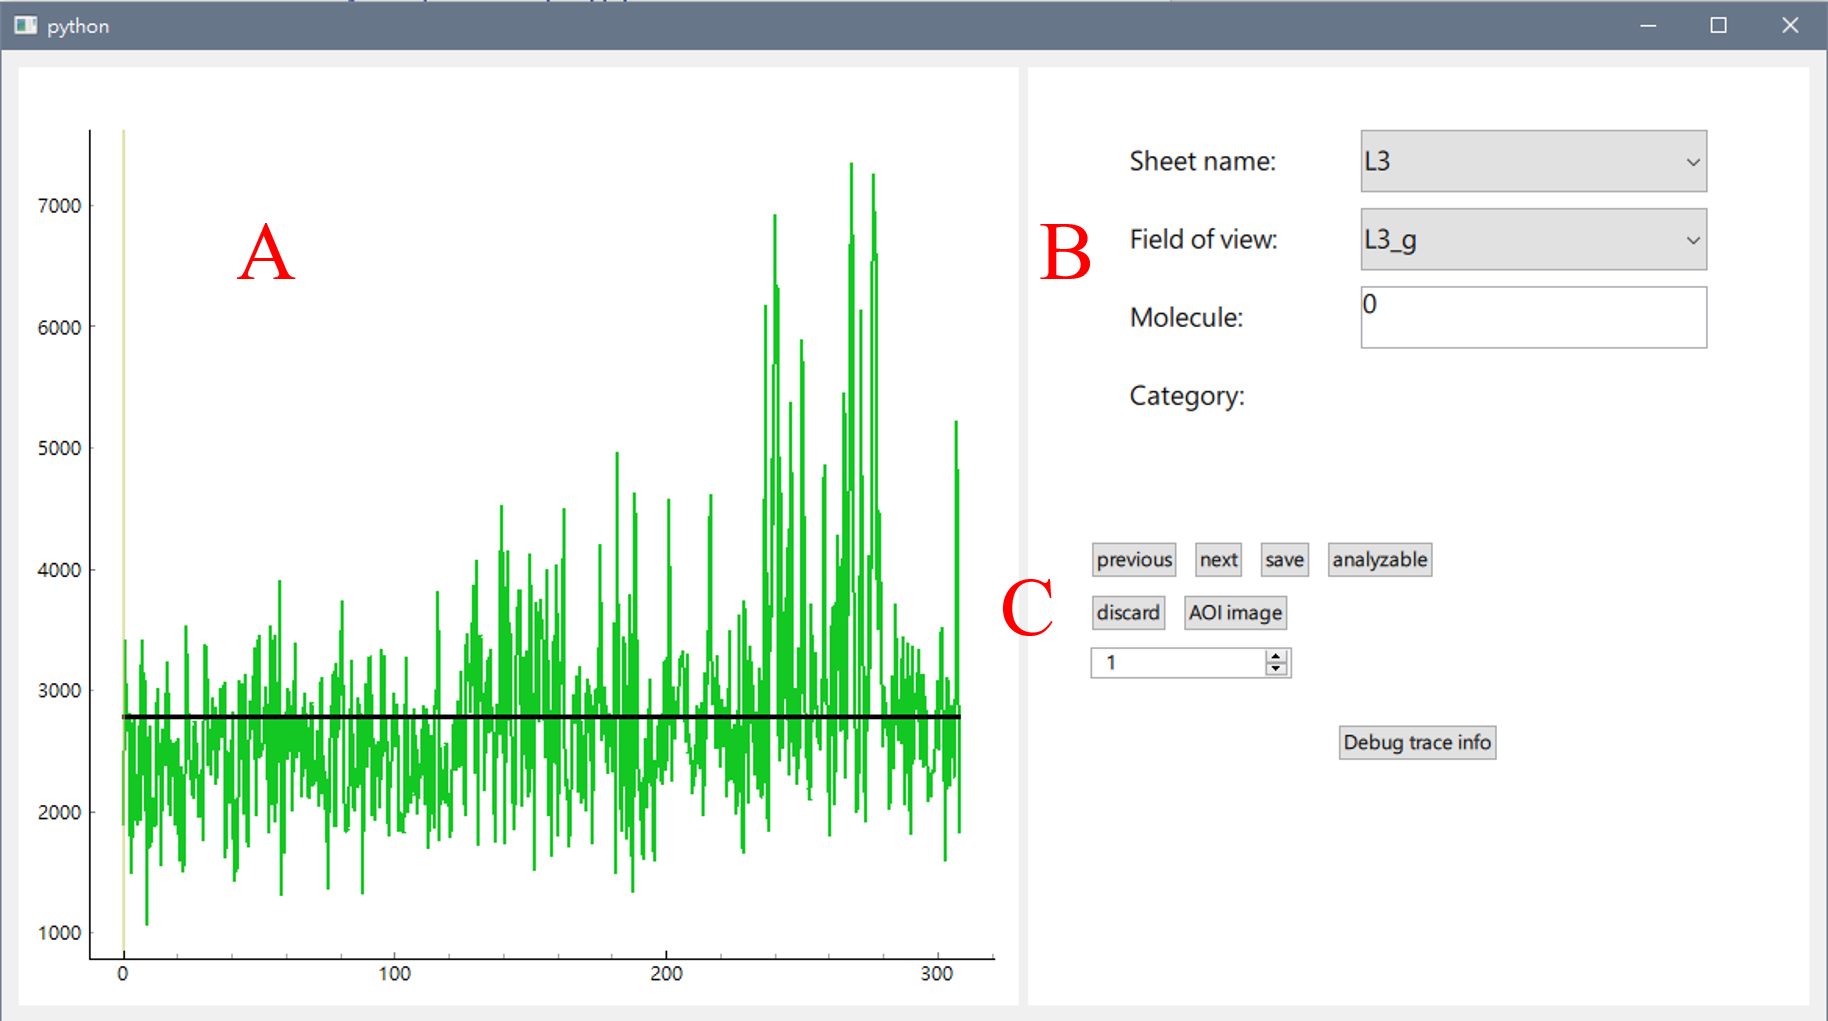 python
7000
6000
5000
4000
3000
2000
1000
0 100 200 300
A
B
Sheet name: L3
Field of view: L3_g
Molecule: 0
Category:
C
previous next save analyzable
discard AOI image
1
Debug trace info